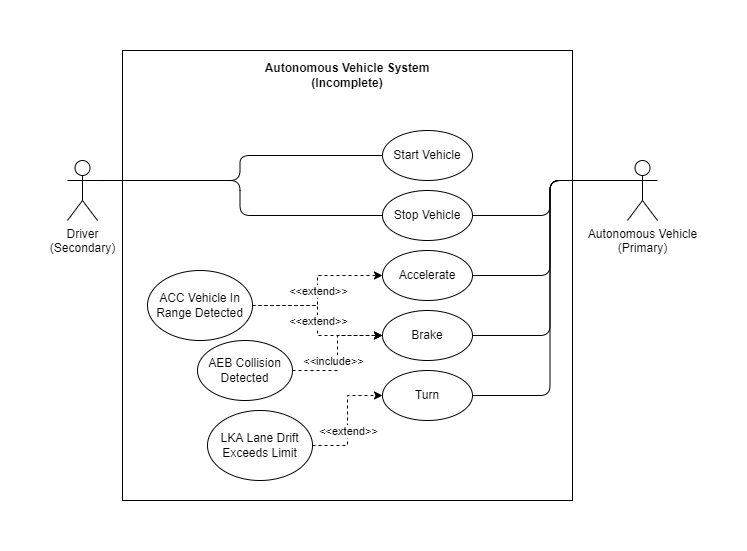 Autonomous Vehicle System
(Incomplete)
Start Vehicle
Stop Vehicle
Driver
(Secondary)
Autonomous Vehicle
(Primary)
Accelerate
<<extend>>
ACC Vehicle In
Range Detected
<<extend>>
Brake
AEB Collision
Detected
<<include>>
Turn
<<extend>>
LKA Lane Drift
Exceeds Limit